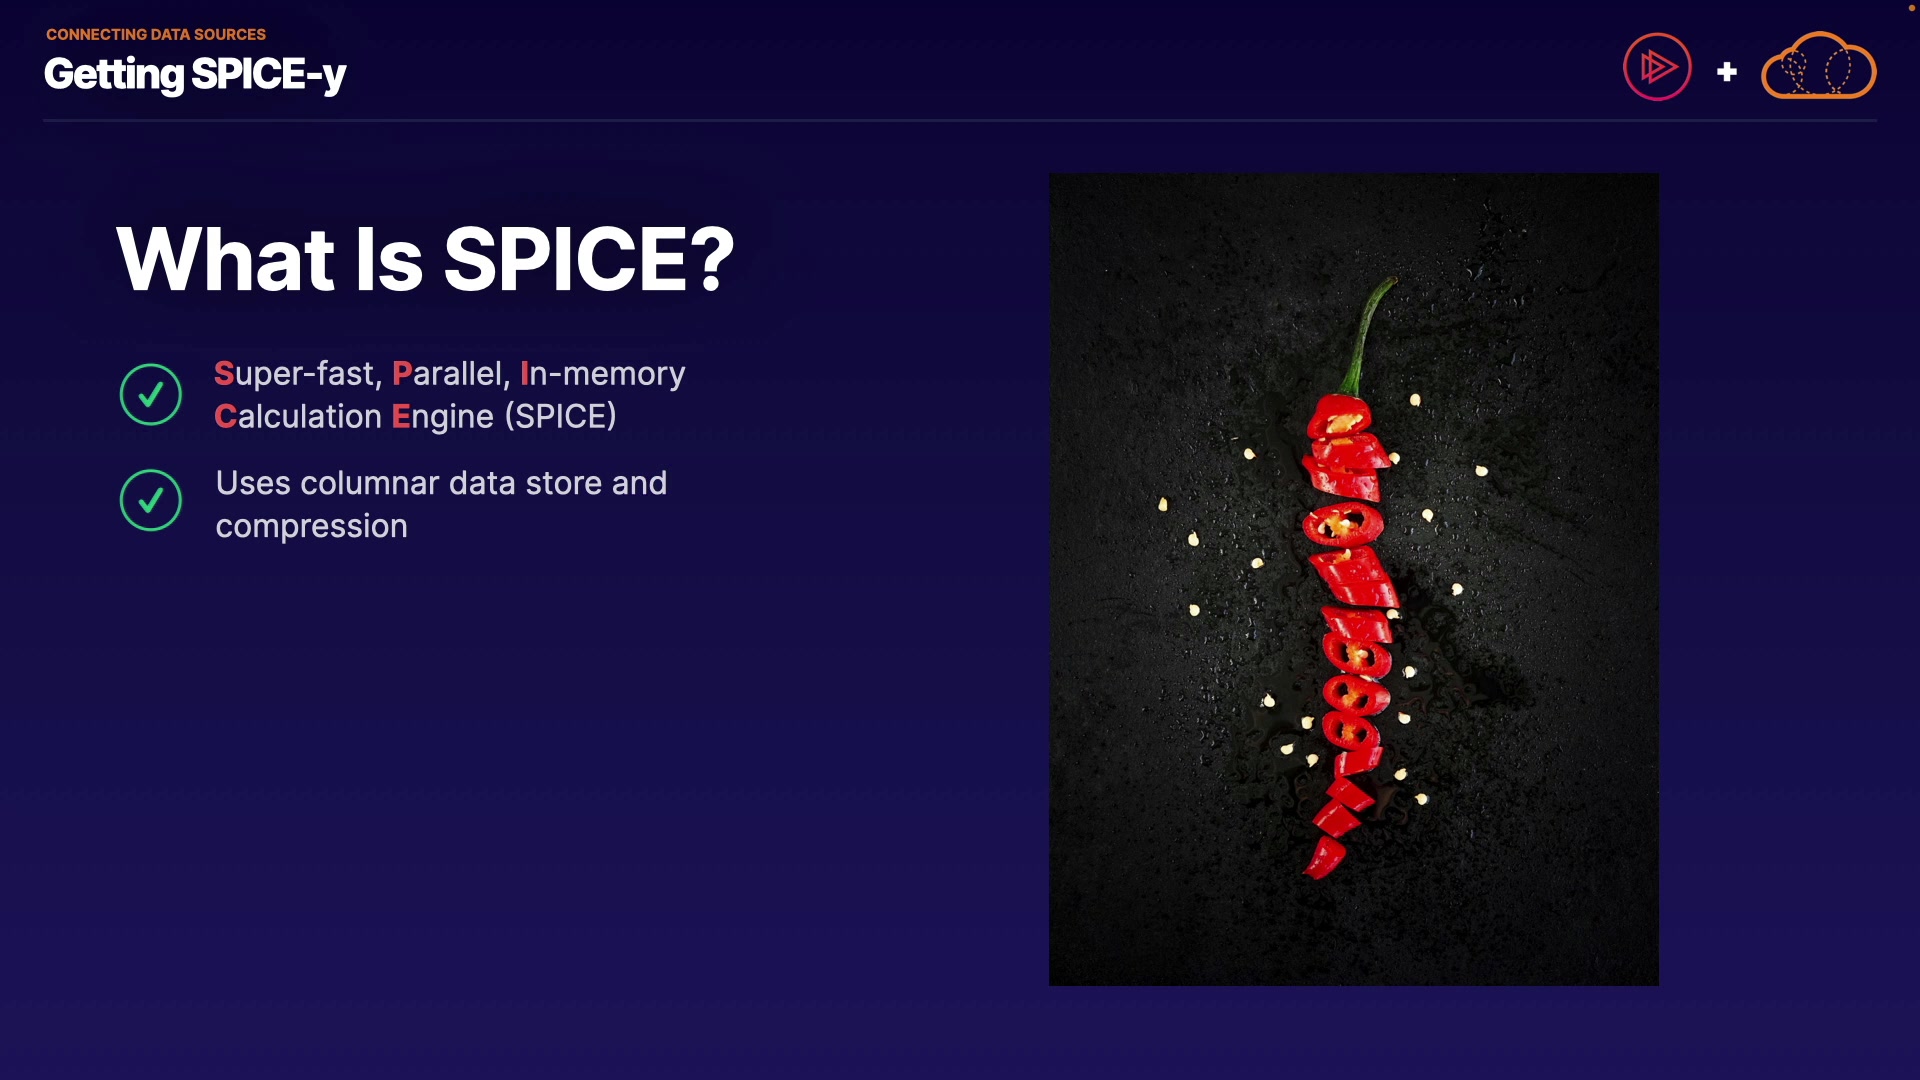 CONNECTING DATA SOURCES
Getting SPICE-y
What Is SPICE?
Super-fast, Parallel, In-memory
Calculation Engine (SPICE)
Uses columnar data store and
compression